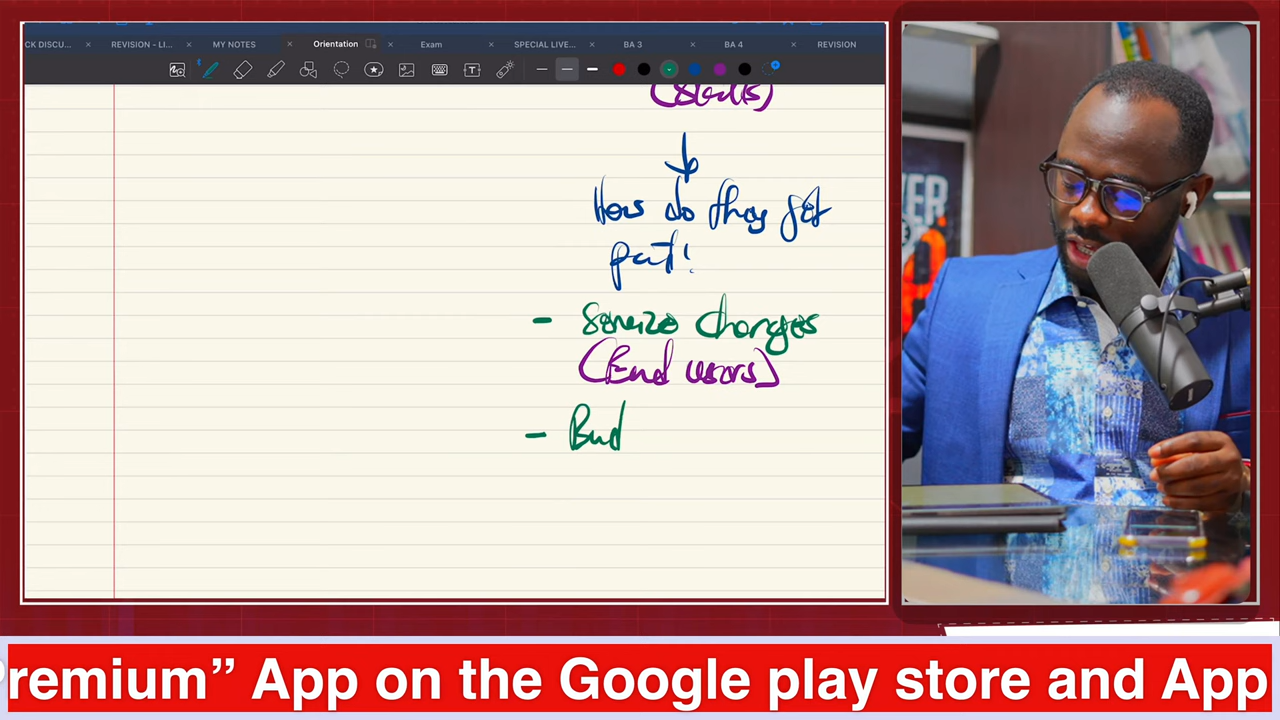 CK DISCU...
REVISION - LI...
MY NOTES
Orientation
Exam
SPECIAL LIVE...
BA 3
BA 4
REVISION
How do they get
- Service charges
(End users)
- Bud
remium” App on the Google play store and App